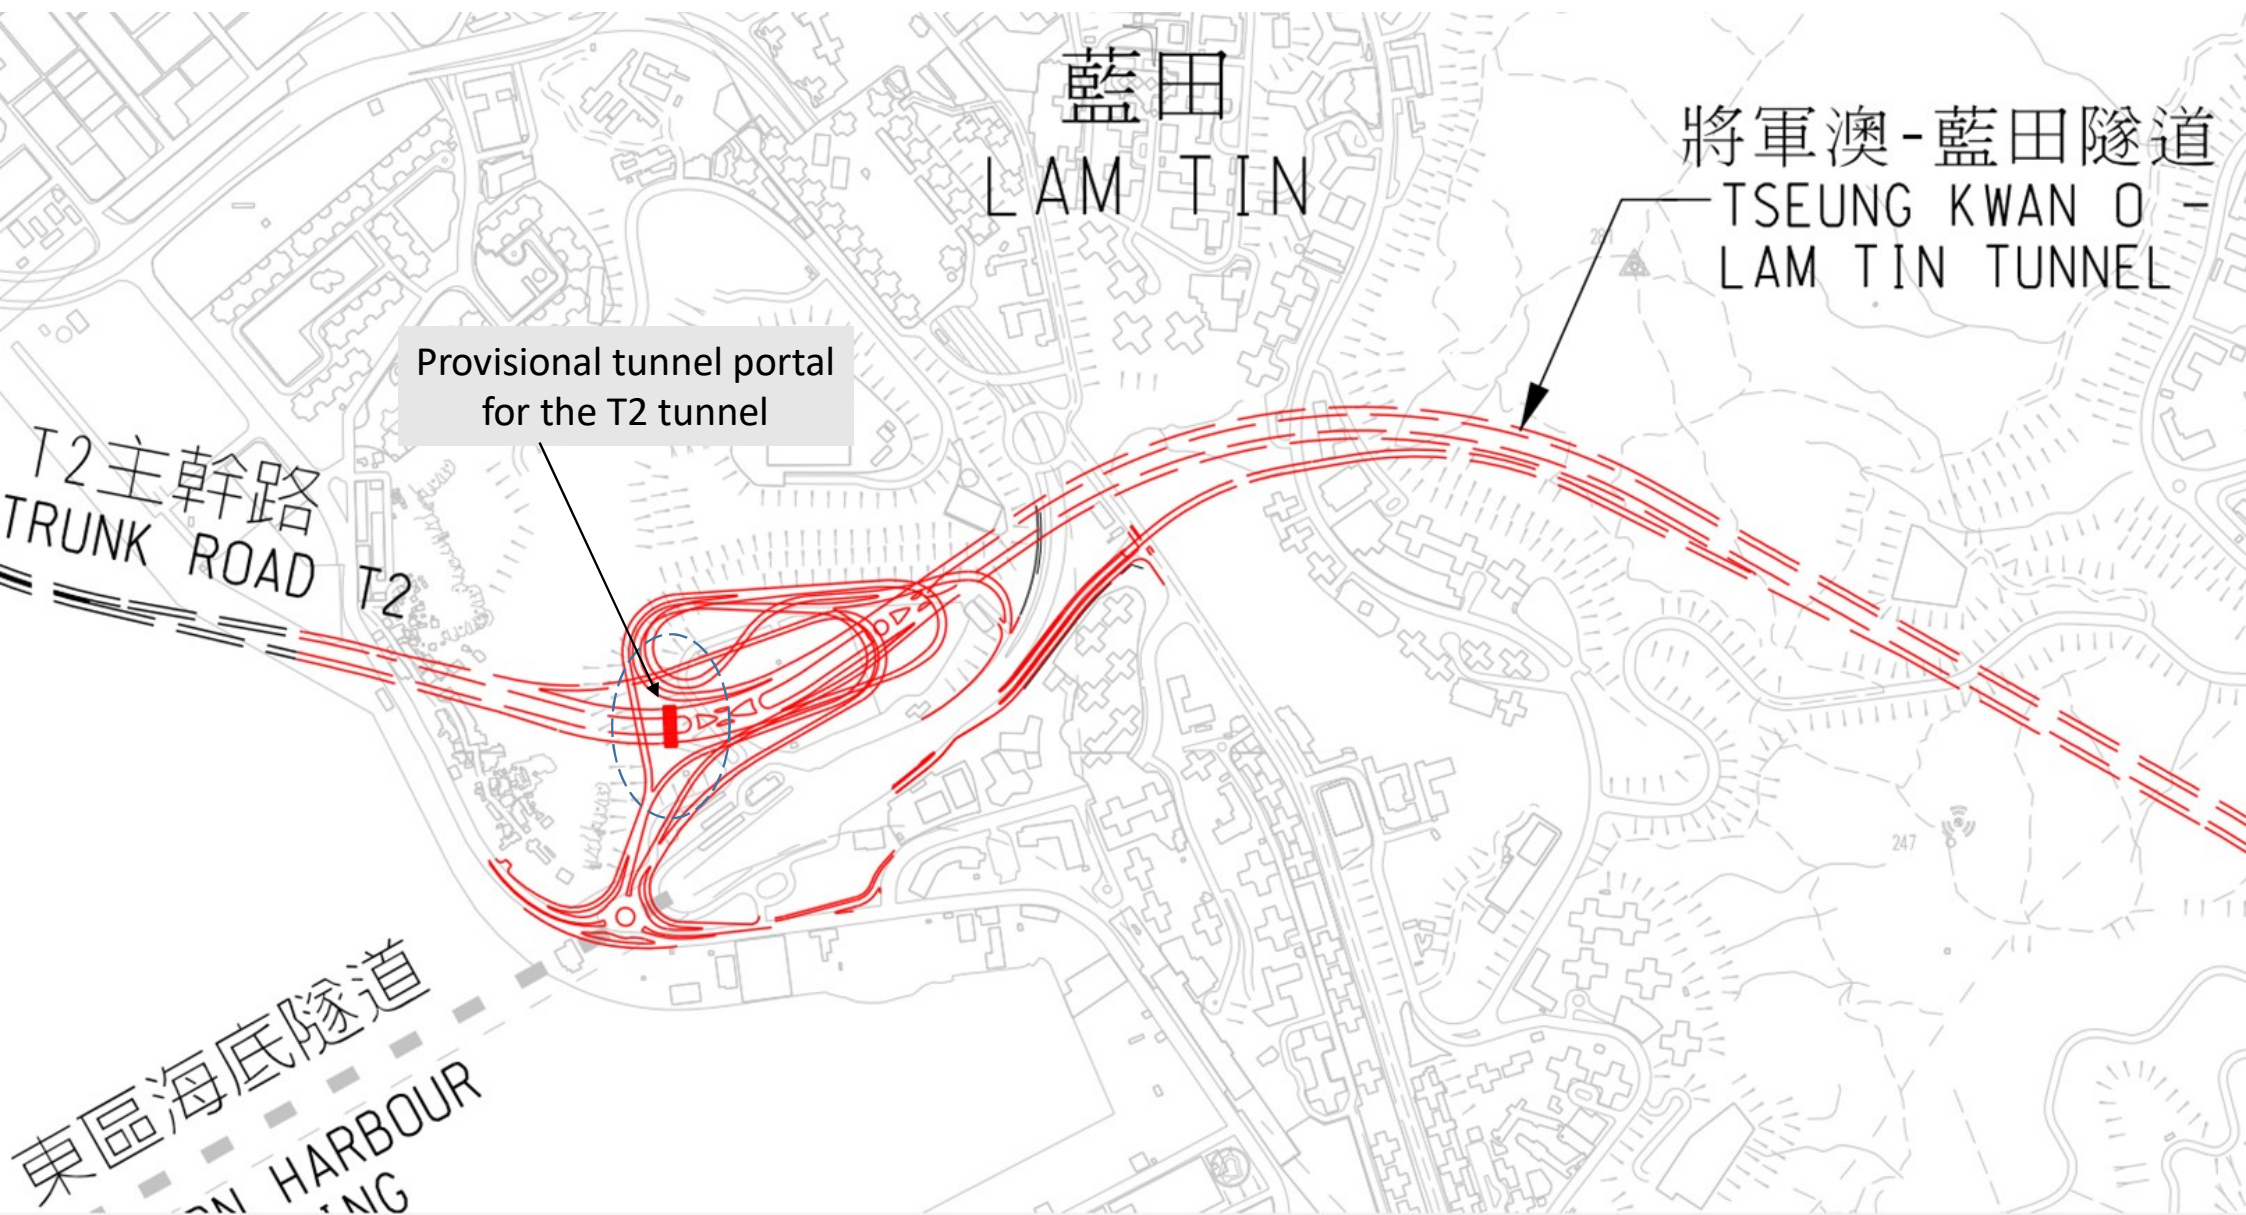 藍田
LAM TIN
將軍澳-藍田隧道
TSEUNG KWAN O -
LAM TIN TUNNEL
Provisional tunnel portal
for the T2 tunnel
T2主幹路
TRUNK ROAD T2
247
東區海底隧道
RN HARBOUR
ING